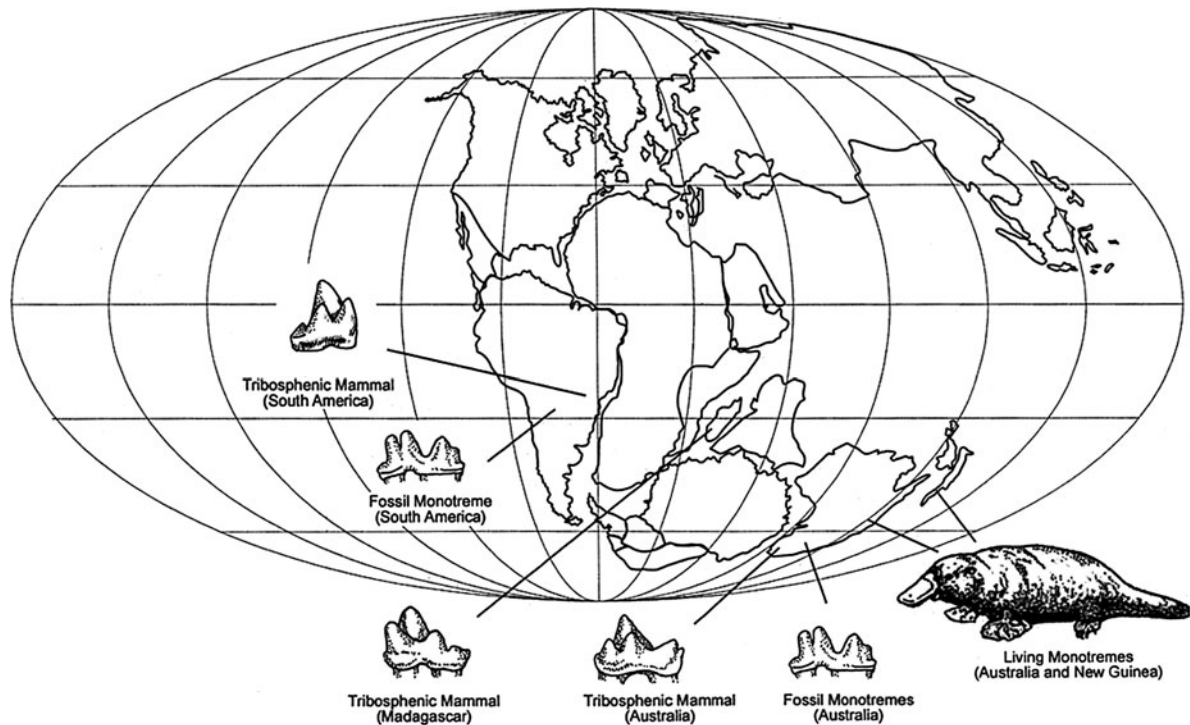 Tribosphenic Mammal
(South America)
Fossil Monotreme
(South America)
Tribosphenic Mammal
(Madagascar)
Tribosphenic Mammal
(Australia)
Fossil Monotremes
(Australia)
Living Monotremes
(Australia and New Guinea)